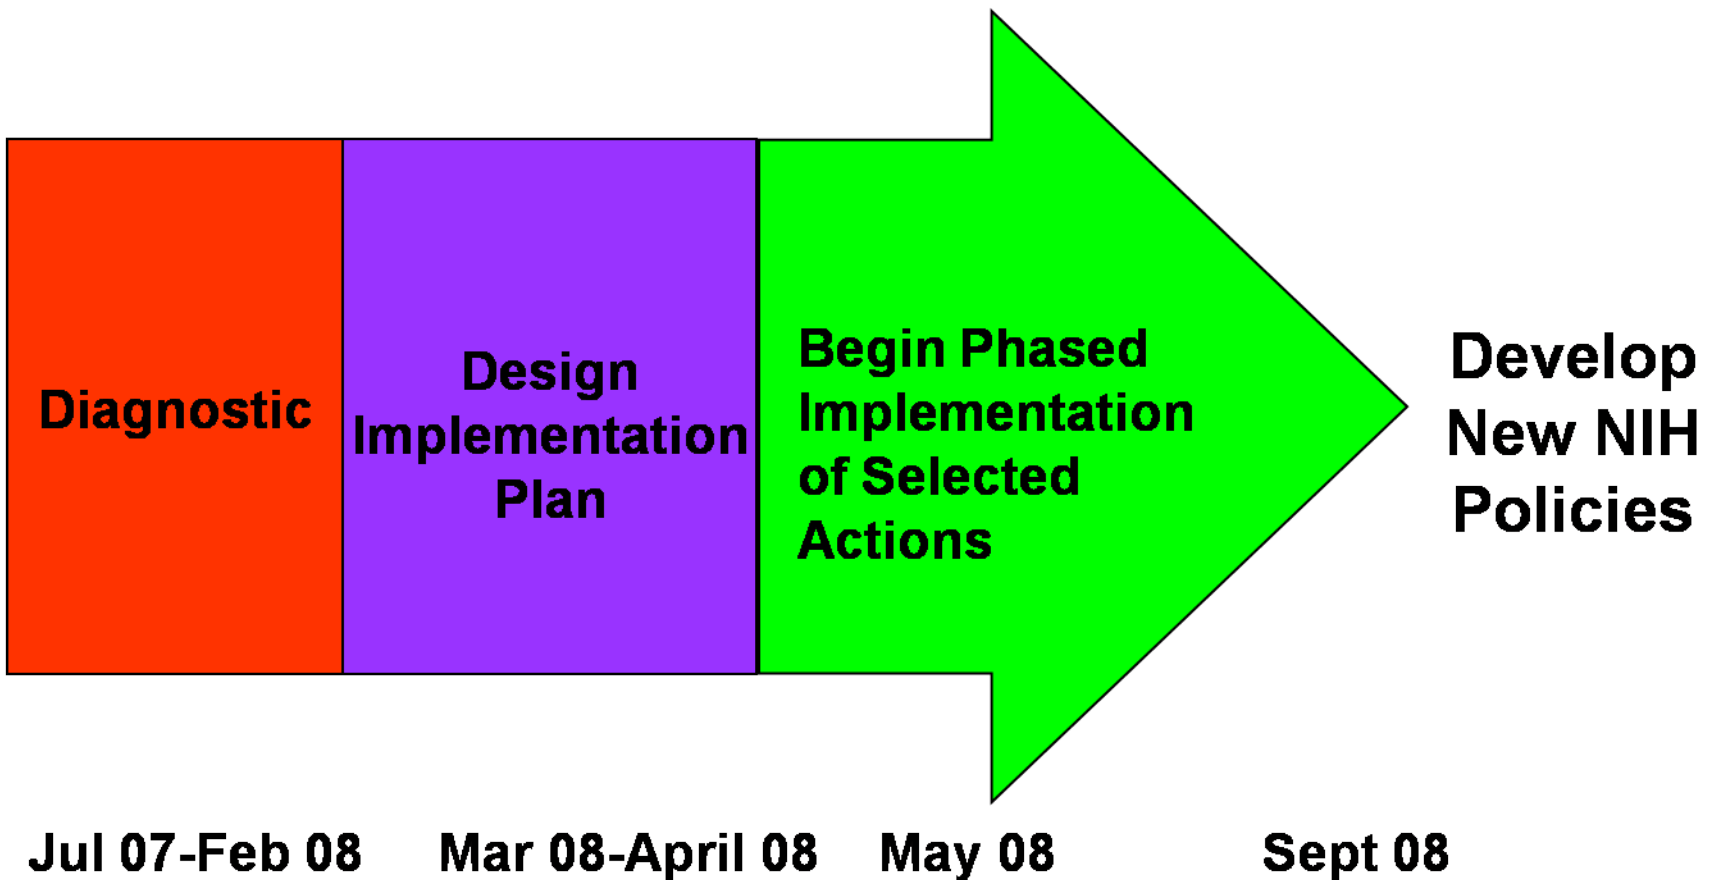 Diagnostic
Design
Implementation
Plan
Begin Phased
Implementation
of Selected
Actions
Develop
New NIH
Policies
Jul 07-Feb 08
Mar 08-April 08
May 08
Sept 08